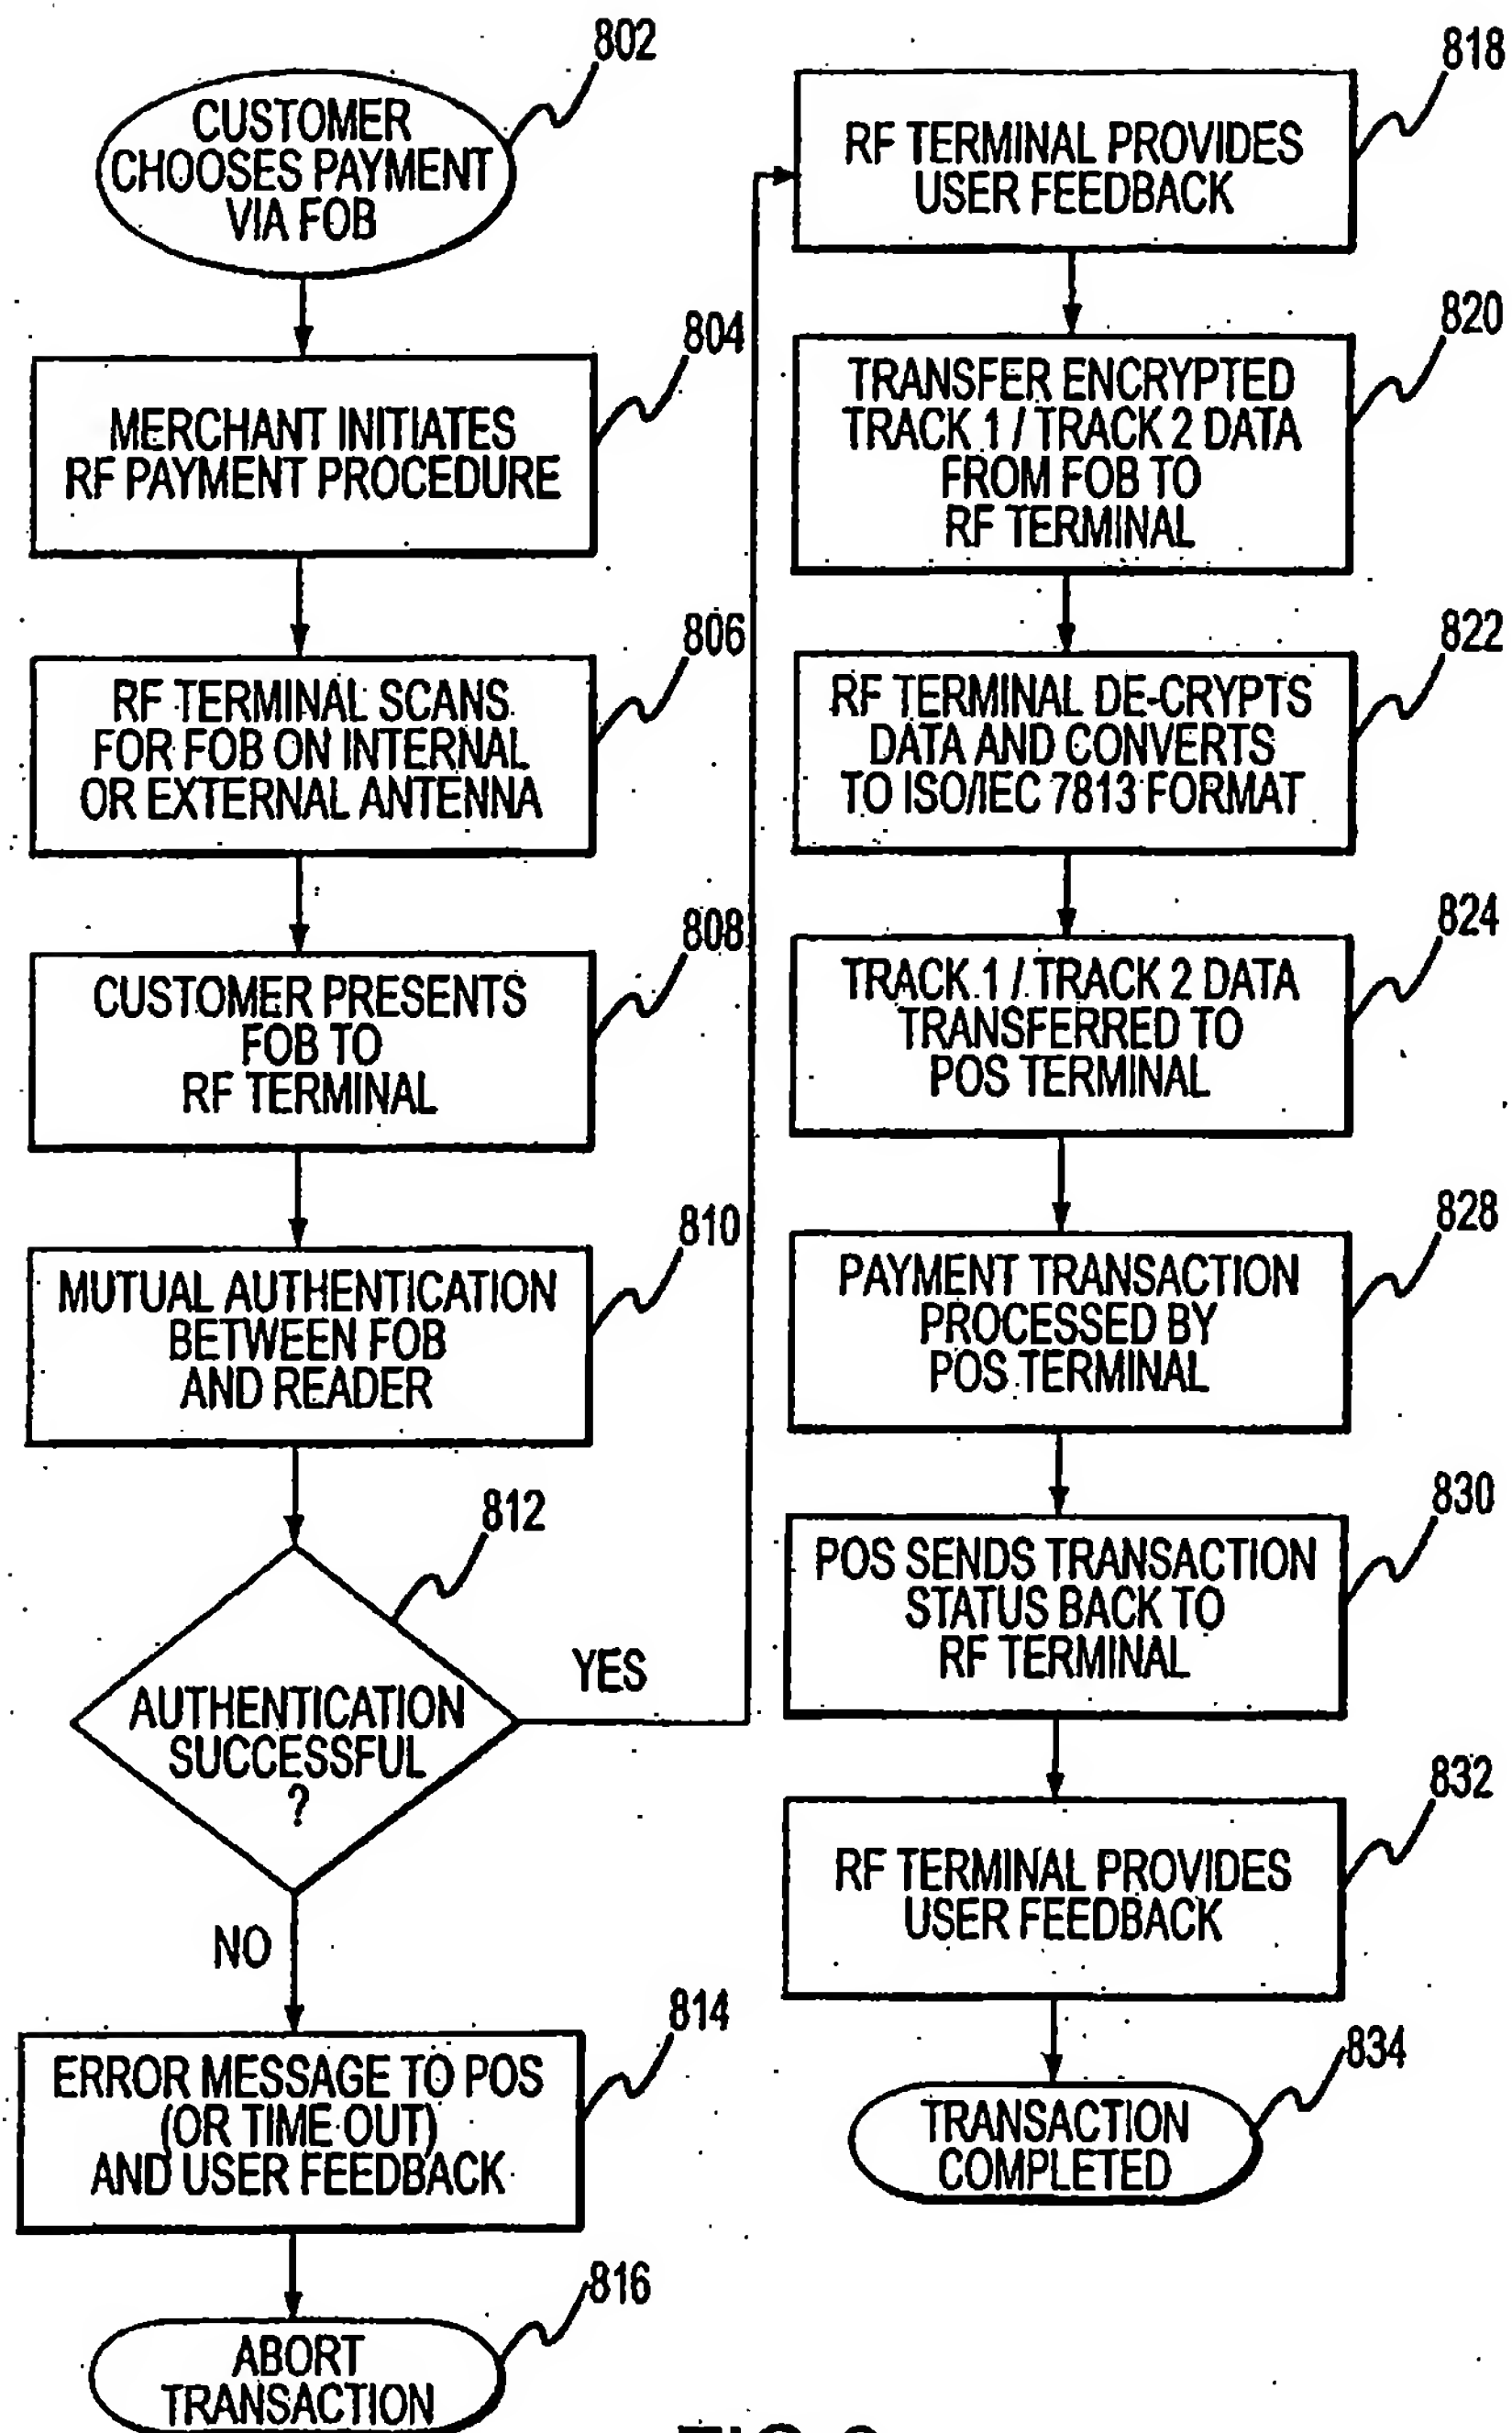 802
CUSTOMER
CHOOSES PAYMENT
VIA FOB
804
MERCHANT INITIATES
RF PAYMENT PROCEDURE
806
RF TERMINAL SCANS
FOR FOB ON INTERNAL
OR EXTERNAL ANTENNA
808
CUSTOMER PRESENTS
FOB TO
RF TERMINAL
810
MUTUAL AUTHENTICATION
BETWEEN FOB
AND READER
812
AUTHENTICATION
SUCCESSFUL
?
YES
NO
814
ERROR MESSAGE TO POS
(OR TIME OUT)
AND USER FEEDBACK
816
ABORT
TRANSACTION
818
RF TERMINAL PROVIDES
USER FEEDBACK
820
TRANSFER ENCRYPTED
TRACK 1 / TRACK 2 DATA
FROM FOB TO
RF TERMINAL
822
RF TERMINAL DE-CRYPTS
DATA AND CONVERTS
TO ISO/IEC 7813 FORMAT
824
TRACK 1 / TRACK 2 DATA
TRANSFERRED TO
POS TERMINAL
828
PAYMENT TRANSACTION
PROCESSED BY
POS TERMINAL
830
POS SENDS TRANSACTION
STATUS BACK TO
RF TERMINAL
832
RF TERMINAL PROVIDES
USER FEEDBACK
834
TRANSACTION
COMPLETED